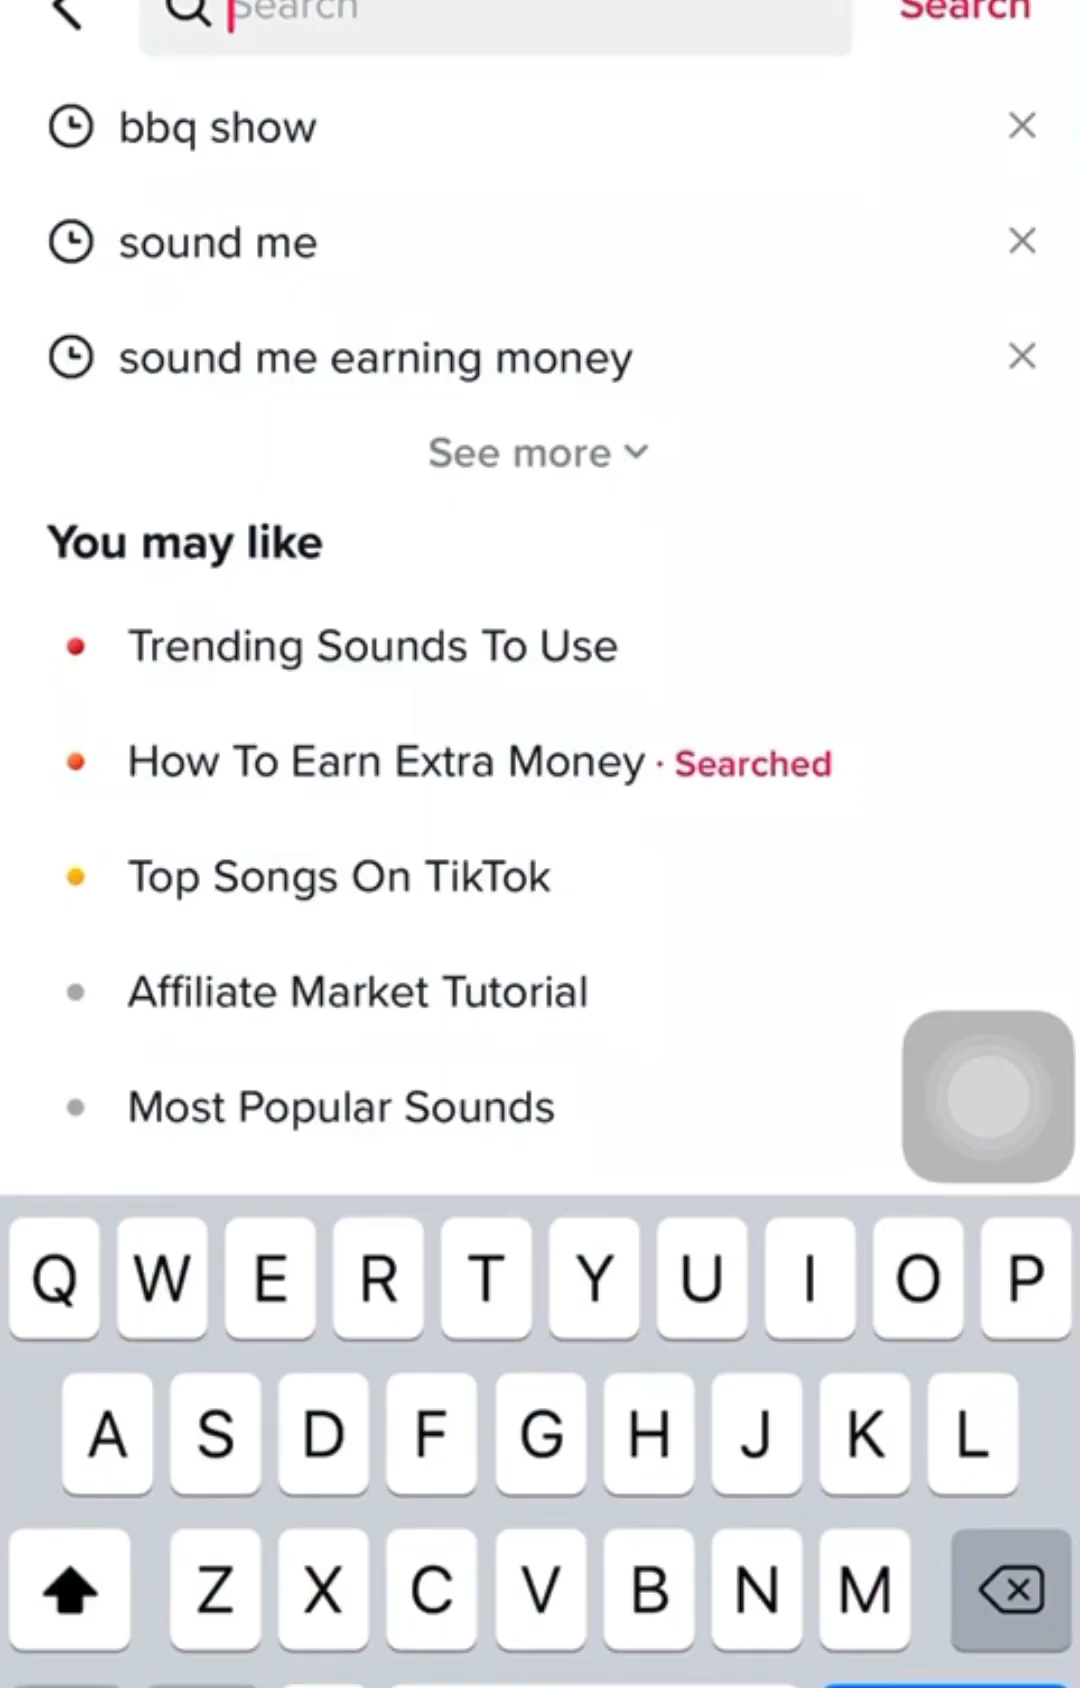 Search
Search
bbq show
sound me
sound me earning money
See more
You may like
Trending Sounds To Use
How To Earn Extra Money · Searched
Top Songs On TikTok
Affiliate Market Tutorial
Most Popular Sounds
Q W E R T Y U I O P
A S D F G H J K L
Z X C V B N M